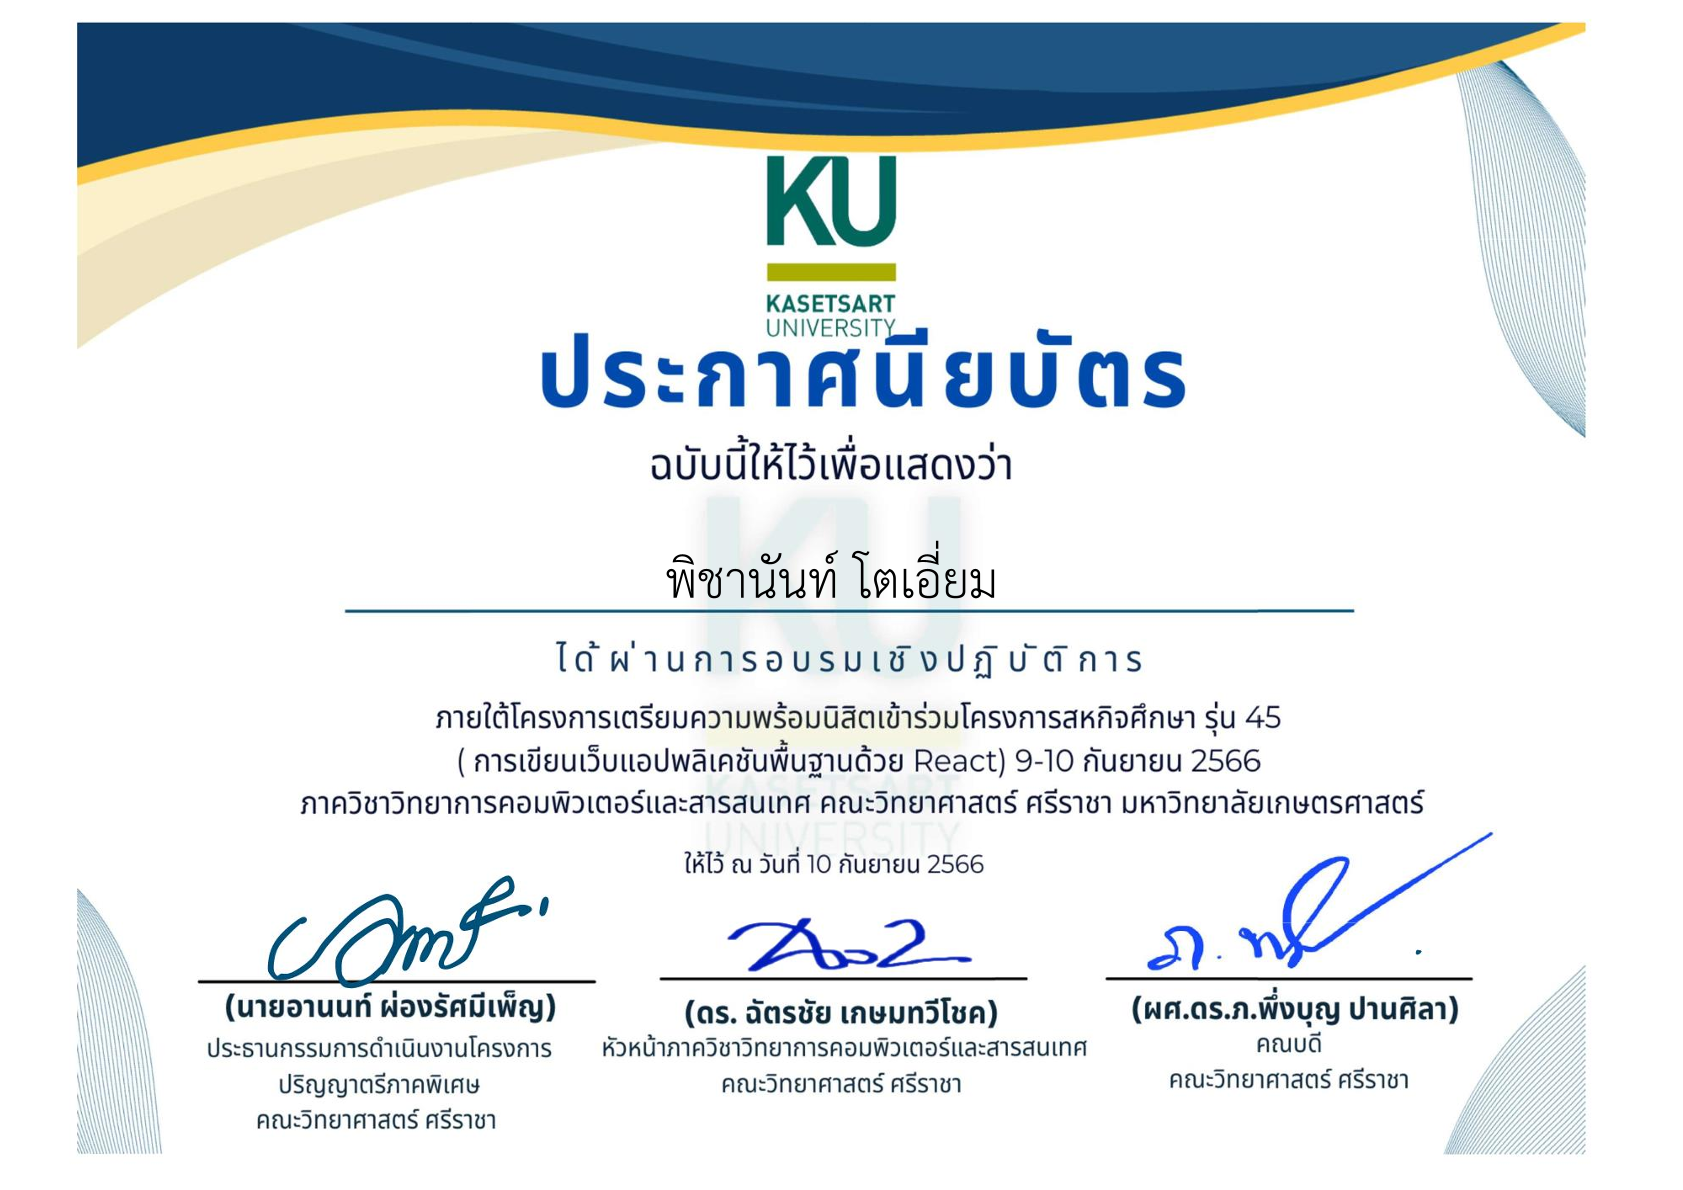 KU
KASETSART
UNIVERSITY
ประกาศนียบัตร
ฉบับนี้ให้ไว้เพื่อแสดงว่า
พิชานันท์ โตเอี่ยม
ได้ผ่านการอบรมเชิงปฏิบัติการ
ภายใต้โครงการเตรียมความพร้อมนิสิตเข้าร่วมโครงการสหกิจศึกษา รุ่น 45
( การเขียนเว็บแอปพลิเคชันพื้นฐานด้วย React) 9-10 กันยายน 2566
ภาควิชาวิทยาการคอมพิวเตอร์และสารสนเทศ คณะวิทยาศาสตร์ ศรีราชา มหาวิทยาลัยเกษตรศาสตร์
ให้ไว้ ณ วันที่ 10 กันยายน 2566
(นายอานนท์ ผ่องรัศมีเพ็ญ)
ประธานกรรมการดำเนินงานโครงการ
ปริญญาตรีภาคพิเศษ
คณะวิทยาศาสตร์ ศรีราชา
(ดร. ฉัตรชัย เกษมทวีโชค)
หัวหน้าภาควิชาวิทยาการคอมพิวเตอร์และสารสนเทศ
คณะวิทยาศาสตร์ ศรีราชา
(ผศ.ดร.ภ.พึ่งบุญ ปานศิลา)
คณบดี
คณะวิทยาศาสตร์ ศรีราชา